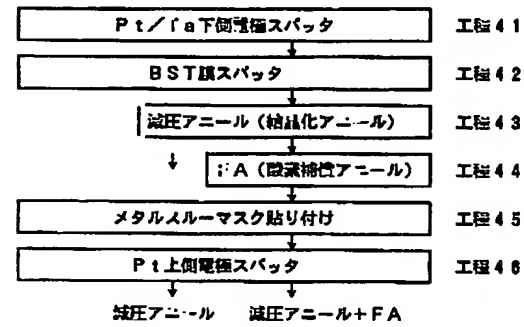 Pt/Ta下側電極スパッタ 工程41
BST膜スパッタ 工程42
減圧アニール(結晶化アニール) 工程43
FA(酸素補償アニール) 工程44
メタルスルーマスク貼り付け 工程45
Pt上側電極スパッタ 工程46
減圧アニール 減圧アニール+FA